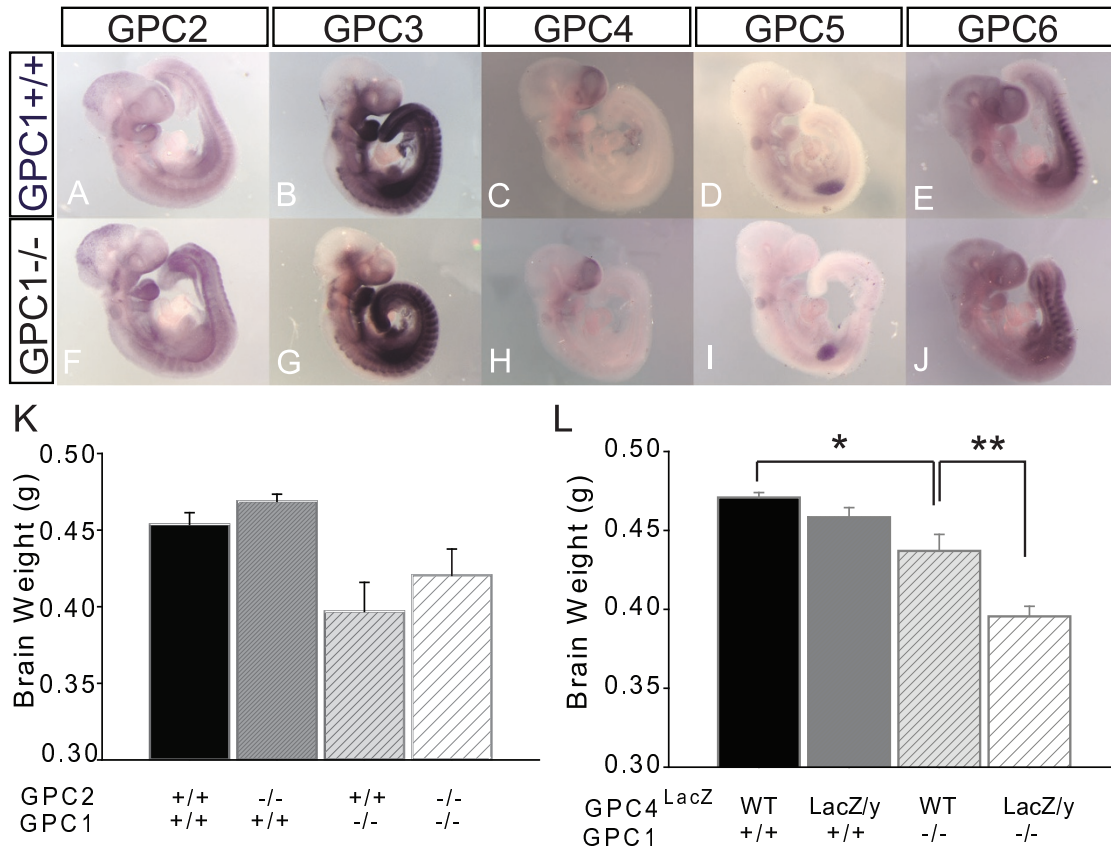 GPC2 GPC3 GPC4 GPC5 GPC6
GPC1+/+
A B C D E
GPC1-/-
F G H I J
K
Brain Weight (g)
0.50
0.45
0.40
0.35
0.30
GPC2 +/+ -/- +/+ -/-
GPC1 +/+ +/+ -/- -/-
L
* **
Brain Weight (g)
0.50
0.45
0.40
0.35
0.30
GPC4LacZ WT LacZ/y WT LacZ/y
GPC1 +/+ +/+ -/- -/-